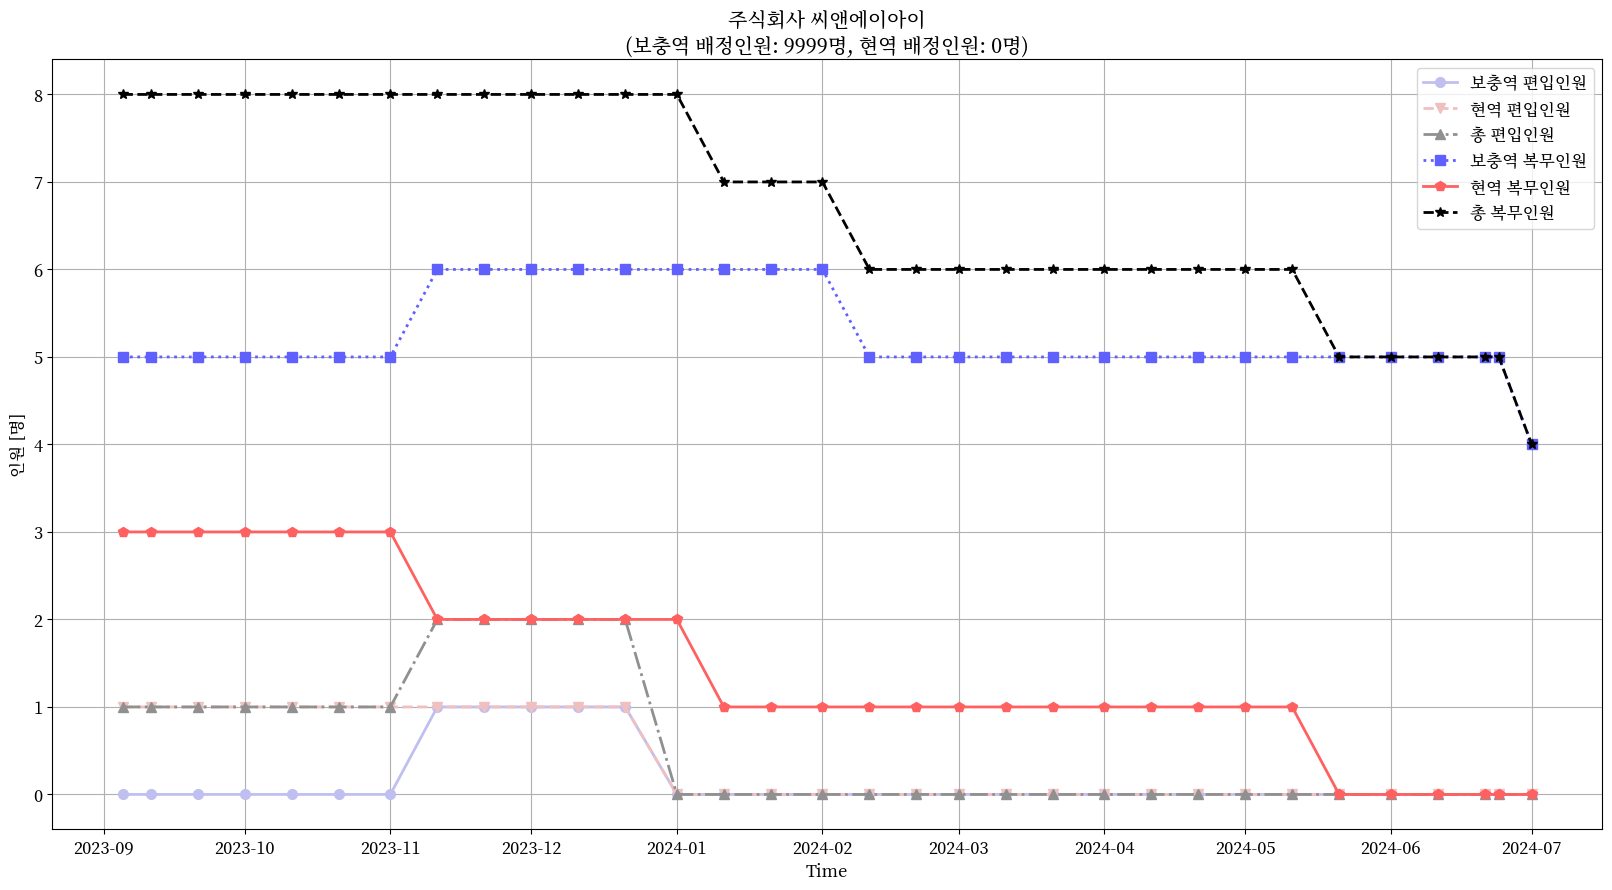 주식회사 씨앤에이아이
(보충역 배정인원: 9999명, 현역 배정인원: 0명)
보충역 편입인원
현역 편입인원
총 편입인원
보충역 복무인원
현역 복무인원
총 복무인원
인원 [명]
8
7
6
5
4
3
2
1
0
2023-09 2023-10 2023-11 2023-12 2024-01 2024-02 2024-03 2024-04 2024-05 2024-06 2024-07
Time